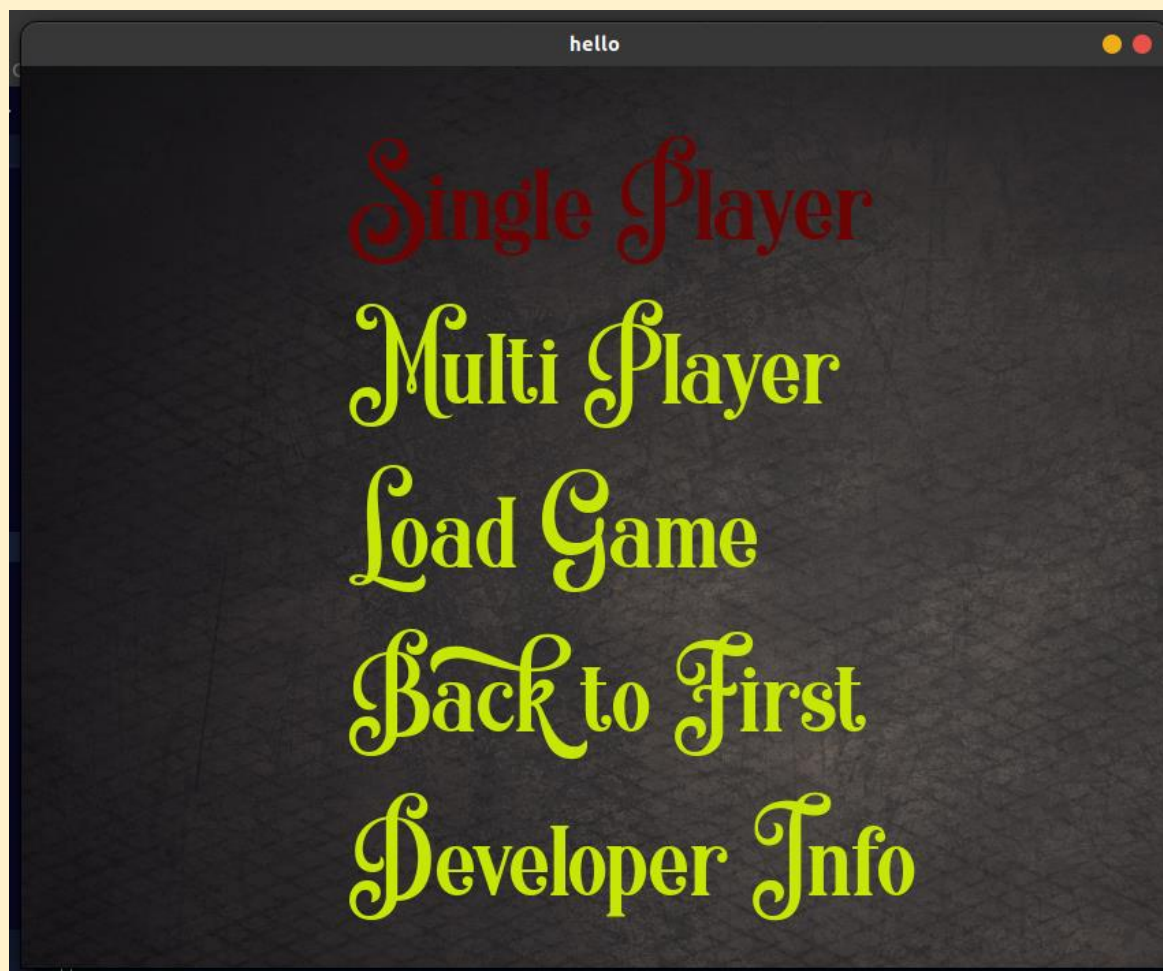 hello
Single Player
Multi Player
Load Game
Back to First
Developer Info